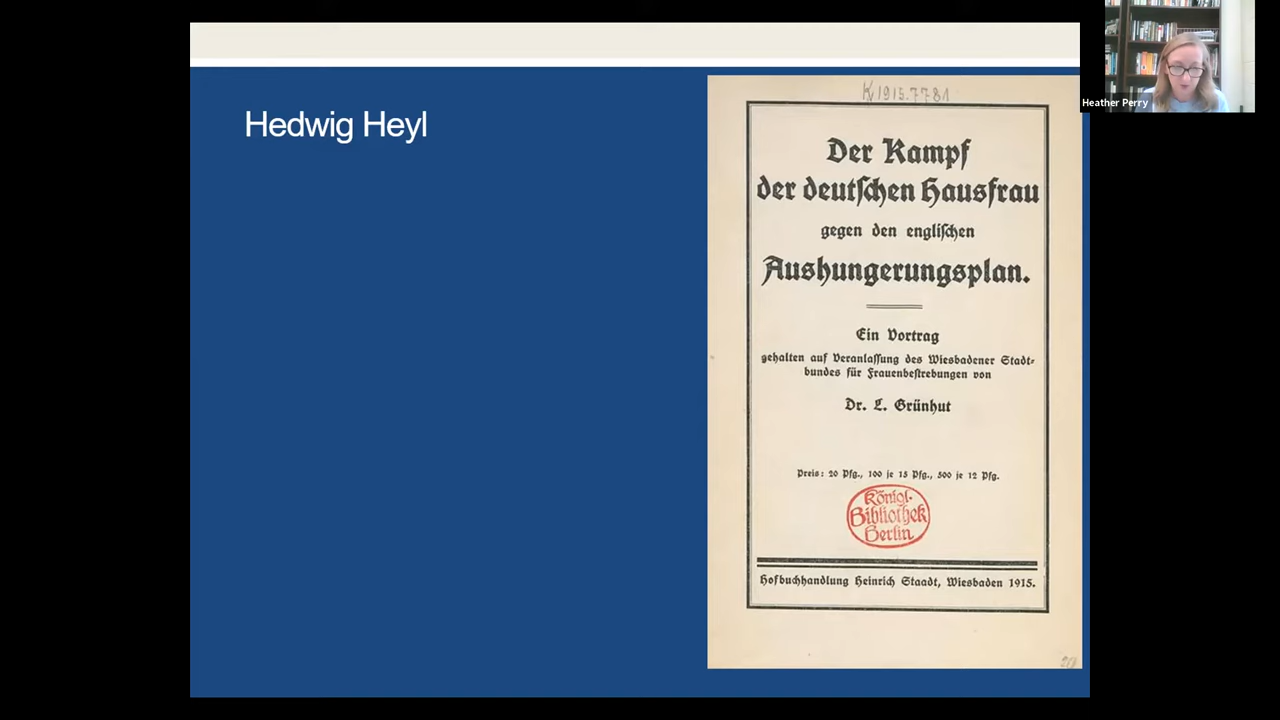 Hedwig Heyl
K 1915.7781
Der Kampf
der deutschen Hausfrau
gegen den englischen
Aushungerungsplan.
Ein Vortrag
gehalten auf Veranlassung des Wiesbadener Stadt-
bundes für Frauenbestrebungen von
Dr. L. Grünhut
Preis: 20 Pfg., 100 je 15 Pfg., 500 je 12 Pfg.
Königl.
Bibliothek
Berlin
Hofbuchhandlung Heinrich Staadt, Wiesbaden 1915.
Heather Perry